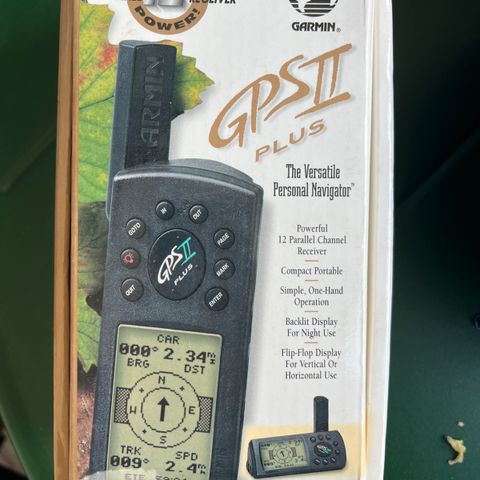 POWER!
RECEIVER
GARMIN®
GPS II
PLUS
The Versatile
Personal Navigator™
Powerful
12 Parallel Channel
Receiver
Compact Portable
Simple, One-Hand
Operation
Backlit Display
For Night Use
Flip-Flop Display
For Vertical Or
Horizontal Use
GARMIN
IN
OUT
GOTO
PAGE
MARK
QUIT
ENTER
GPS II
PLUS
CAR
000° 2.34
BRG DST
N
W E
S
TRK SPD
009° 2.4